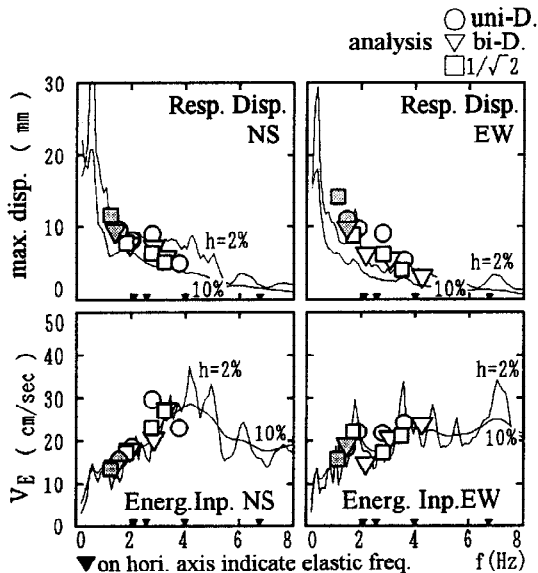 analysis ○ uni-D.
▽ bi-D.
□ 1/√2
max. disp. ( mm )
30
20
10
0
Resp. Disp.
NS
h=2%
10%
Resp. Disp.
EW
h=2%
10%
V_E ( cm/sec )
50
40
30
20
10
0
h=2%
10%
Energ.Inp. NS
h=2%
10%
Energ. Inp.EW
0 2 4 6 8
0 2 4 6 8
▼on hori. axis indicate elastic freq. f(Hz)